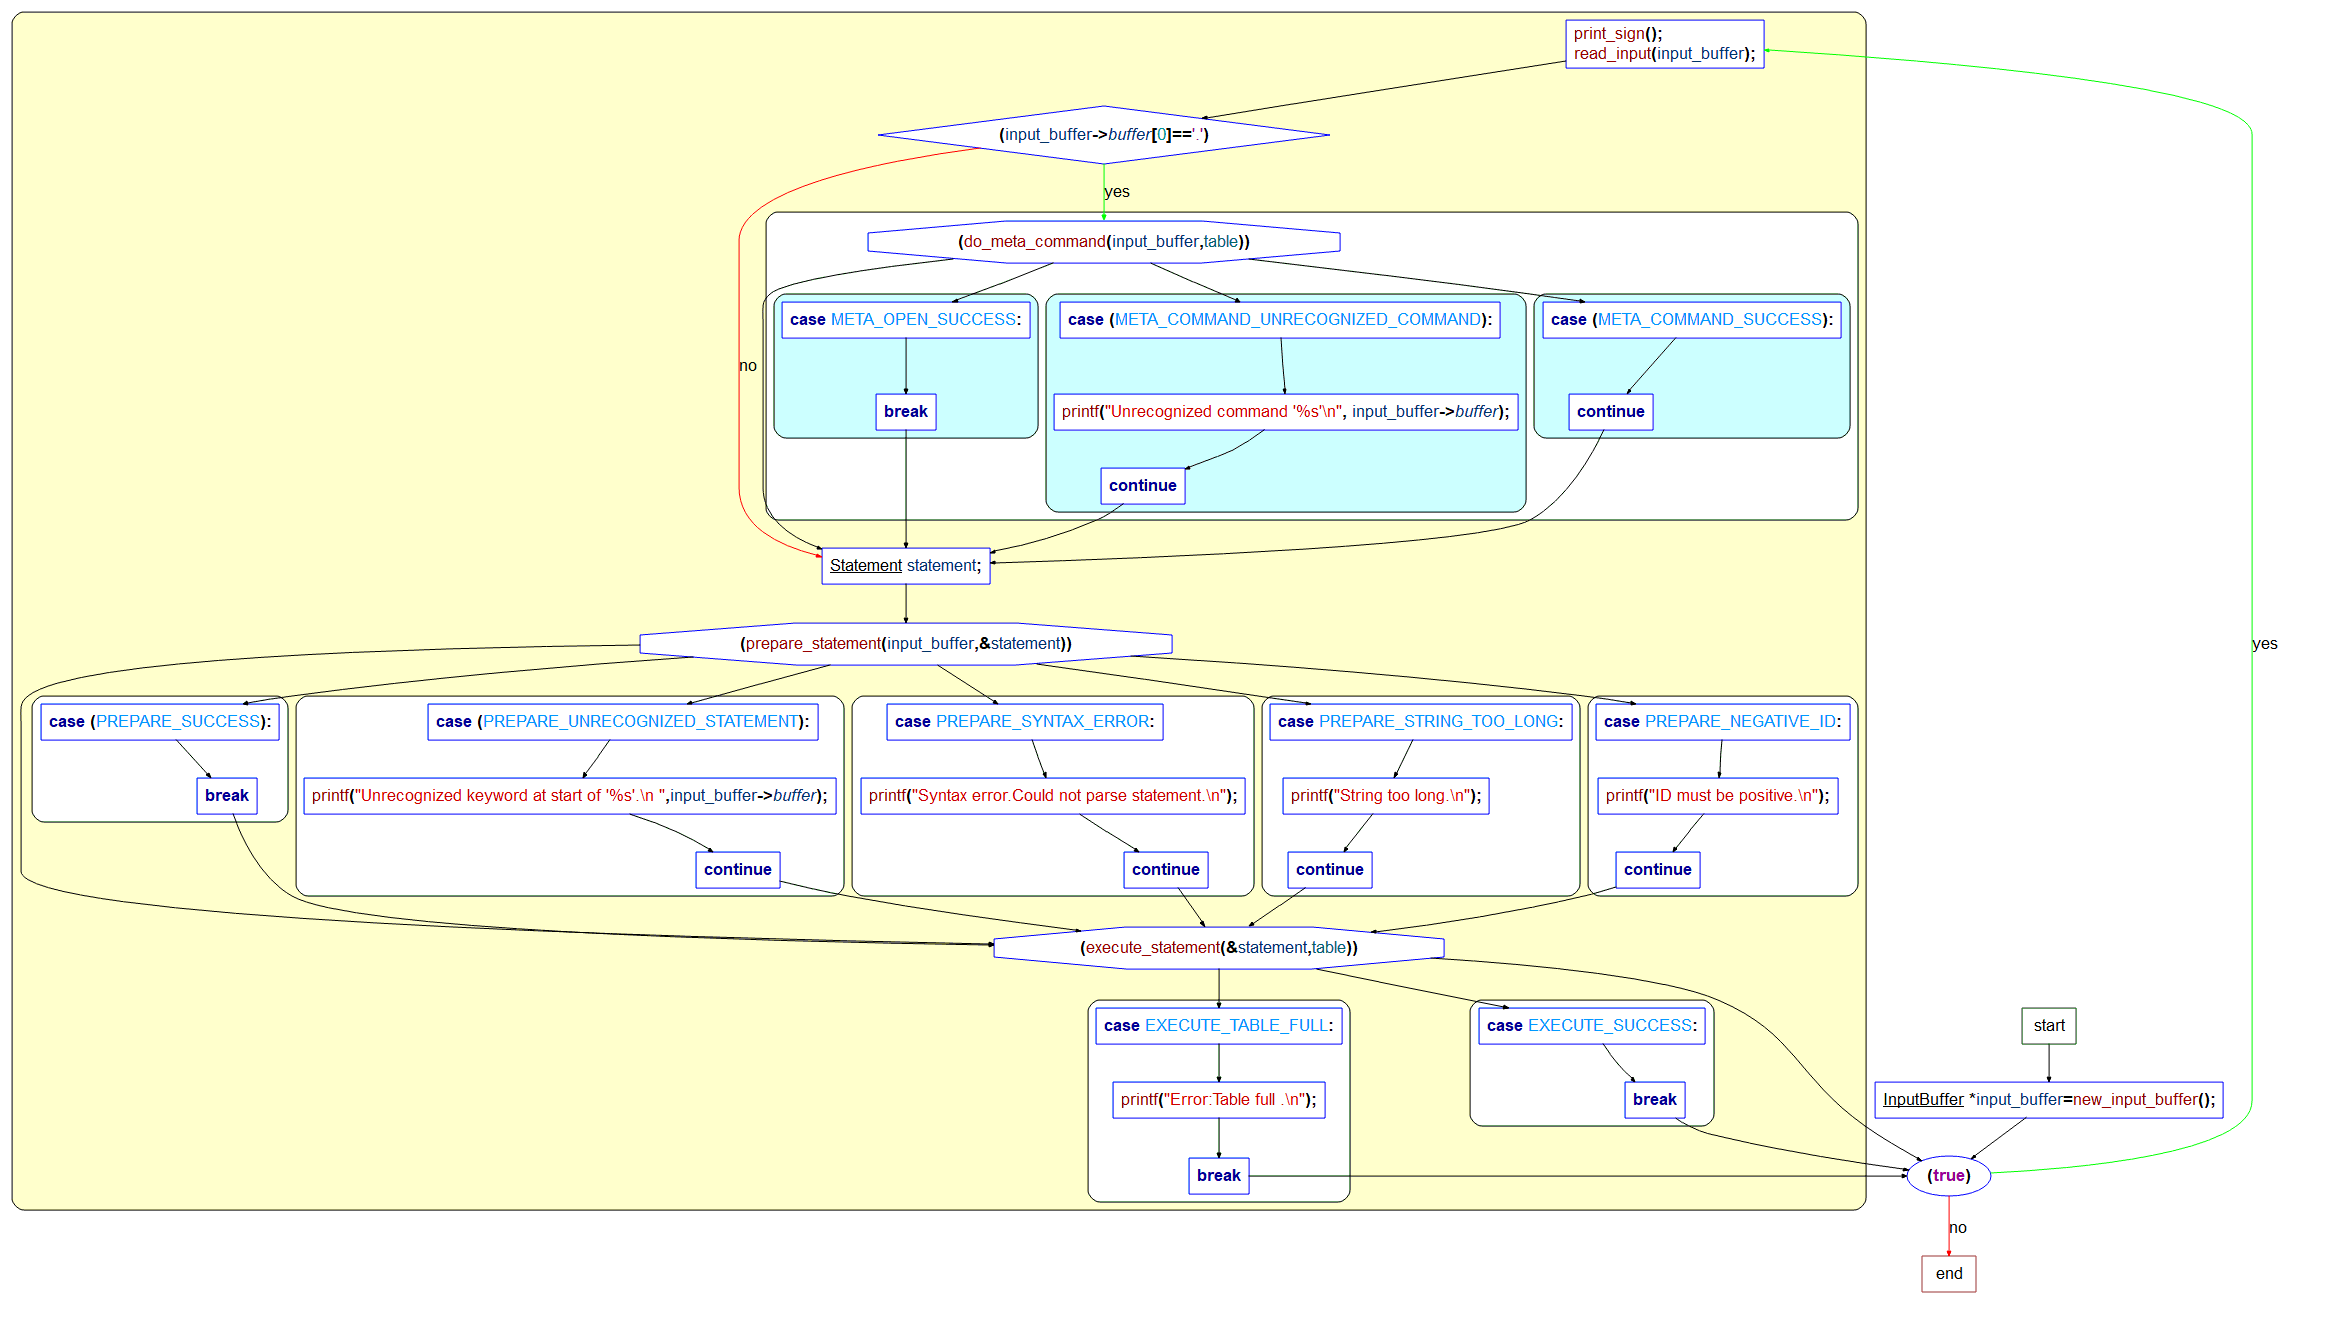 print_sign();
read_input(input_buffer);
(input_buffer->buffer[0]=='.')
yes
no
(do_meta_command(input_buffer,table))
case META_OPEN_SUCCESS:
break
case (META_COMMAND_UNRECOGNIZED_COMMAND):
printf("Unrecognized command '%s'\n", input_buffer->buffer);
continue
case (META_COMMAND_SUCCESS):
continue
Statement statement;
(prepare_statement(input_buffer,&statement))
case (PREPARE_SUCCESS):
break
case (PREPARE_UNRECOGNIZED_STATEMENT):
printf("Unrecognized keyword at start of '%s'.\n ",input_buffer->buffer);
continue
case PREPARE_SYNTAX_ERROR:
printf("Syntax error.Could not parse statement.\n");
continue
case PREPARE_STRING_TOO_LONG:
printf("String too long.\n");
continue
case PREPARE_NEGATIVE_ID:
printf("ID must be positive.\n");
continue
(execute_statement(&statement,table))
case EXECUTE_TABLE_FULL:
printf("Error:Table full .\n");
break
case EXECUTE_SUCCESS:
break
yes
start
InputBuffer *input_buffer=new_input_buffer();
(true)
no
end